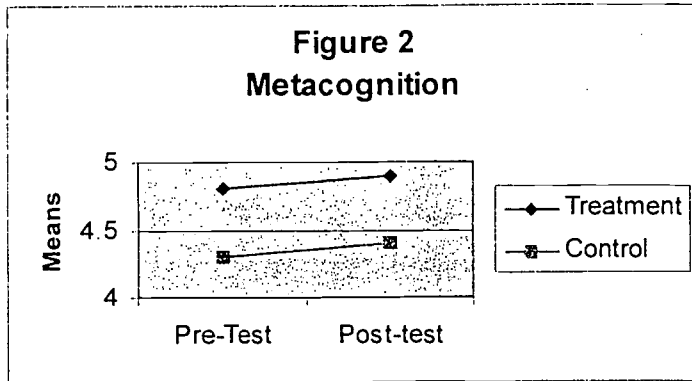 Figure 2
Metacognition
Means
5
4.5
4
Pre-Test
Post-test
Treatment
Control